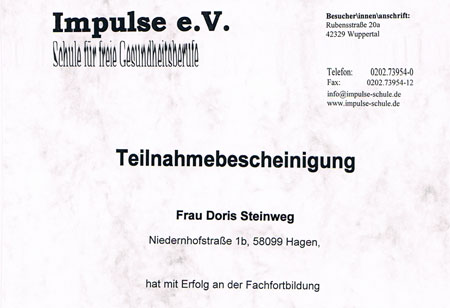 Impulse e.V.
Schule für freie Gesundheitsberufe
Besucher\innen\anschrift:
Rubensstraße 20a
42329 Wuppertal
Telefon: 0202.73954-0
Fax: 0202.73954-12
info@impulse-schule.de
www.impulse-schule.de
Teilnahmebescheinigung
Frau Doris Steinweg
Niedernhofstraße 1b, 58099 Hagen,
hat mit Erfolg an der Fachfortbildung